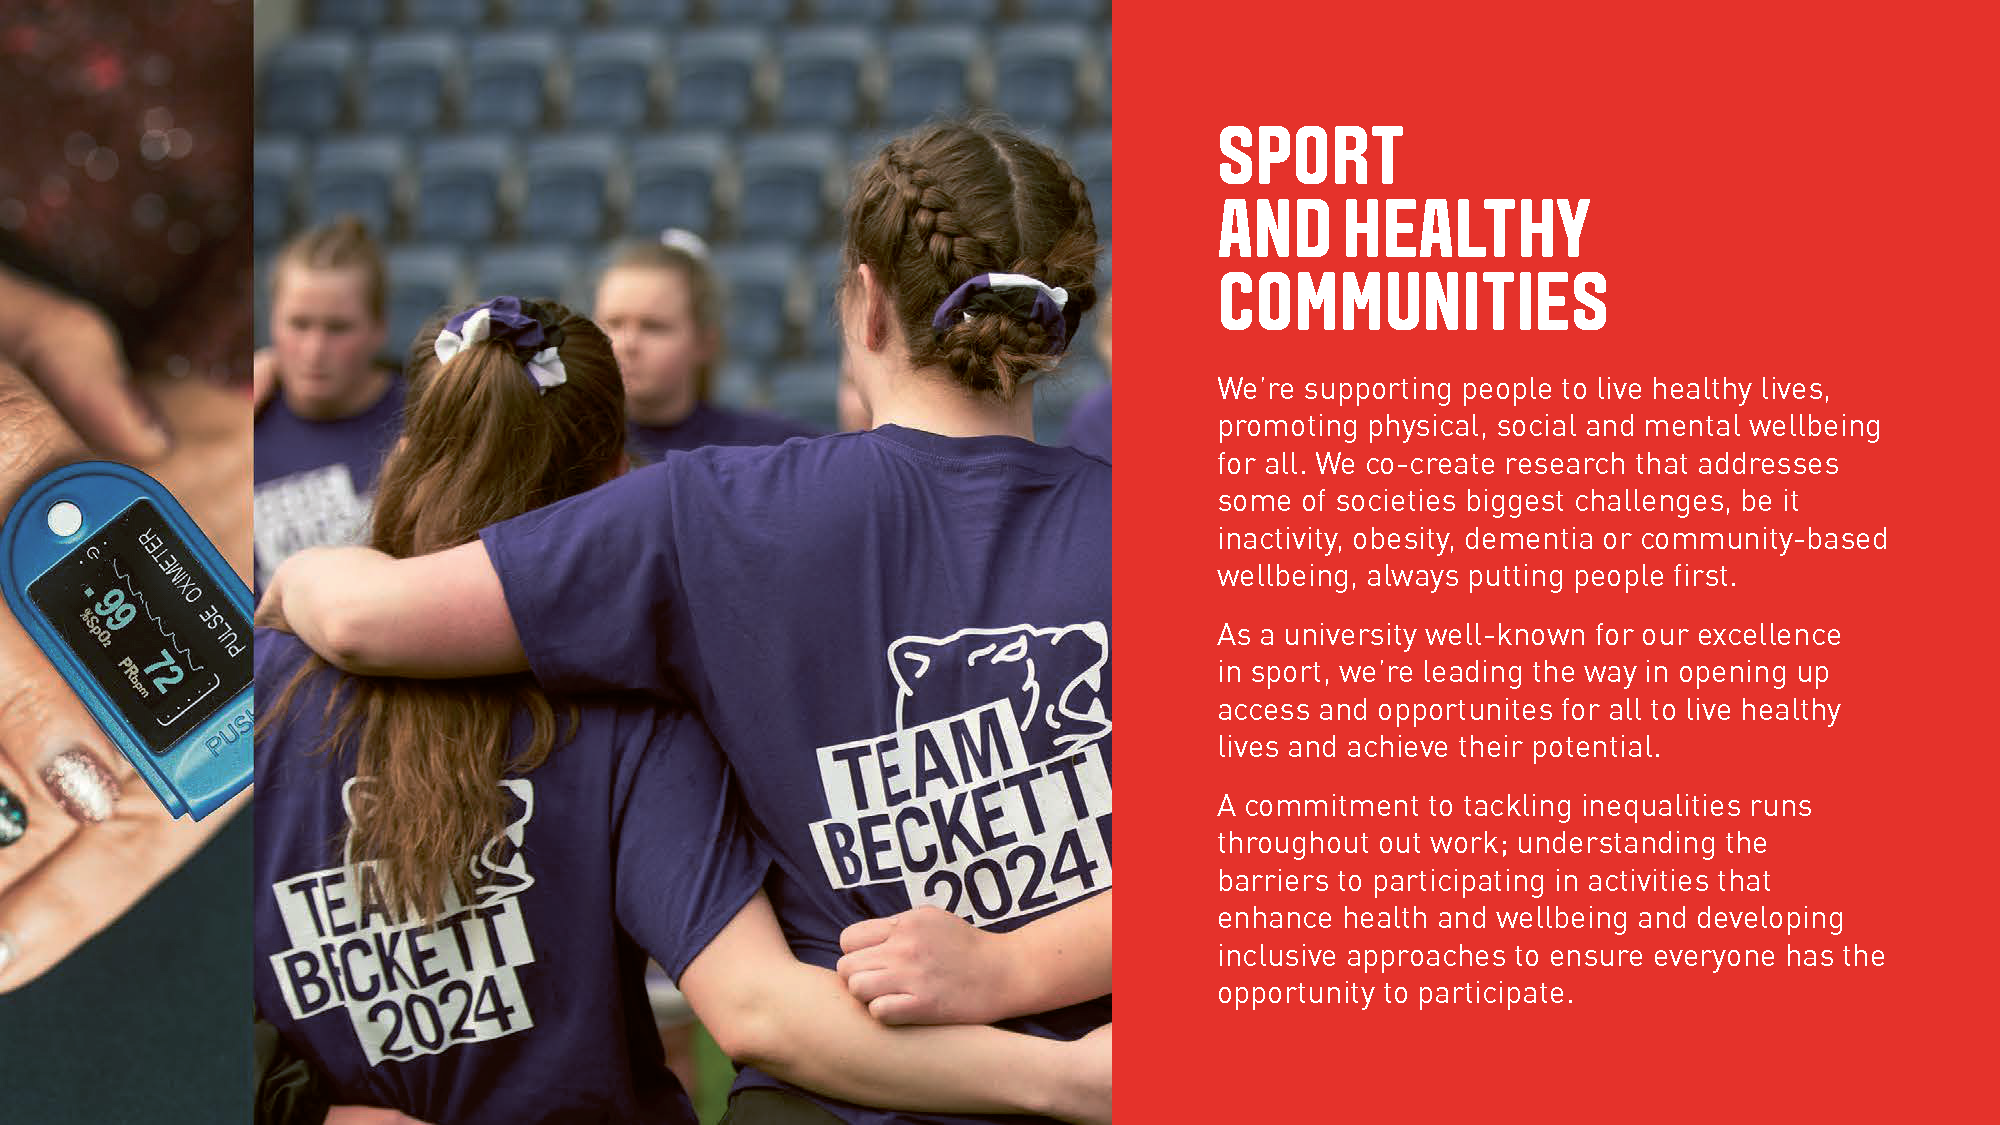 PULSE OXIMETER
99
%SpO₂
72
PRbpm
PUSH
TEAM
BECKETT
2024
TEAM
BECKETT
2024
SPORT
AND HEALTHY
COMMUNITIES
We’re supporting people to live healthy lives,
promoting physical, social and mental wellbeing
for all. We co-create research that addresses
some of societies biggest challenges, be it
inactivity, obesity, dementia or community-based
wellbeing, always putting people first.
As a university well-known for our excellence
in sport, we’re leading the way in opening up
access and opportunites for all to live healthy
lives and achieve their potential.
A commitment to tackling inequalities runs
throughout out work; understanding the
barriers to participating in activities that
enhance health and wellbeing and developing
inclusive approaches to ensure everyone has the
opportunity to participate.